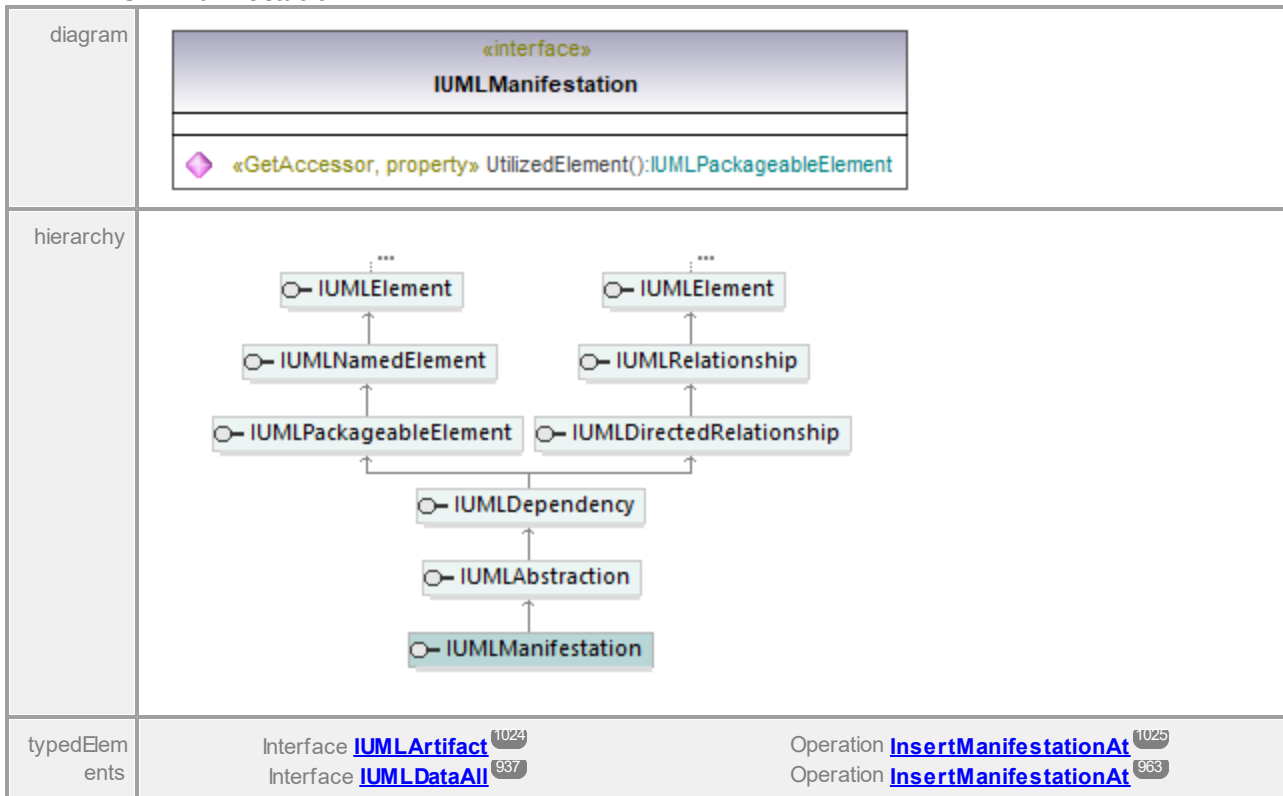 diagram
«interface»
IUMLManifestation
«GetAccessor, property» UtilizedElement():IUMLPackageableElement
hierarchy
... ...
IUMLElement IUMLElement
IUMLNamedElement IUMLRelationship
IUMLPackageableElement IUMLDirectedRelationship
IUMLDependency
IUMLAbstraction
IUMLManifestation
typedElem
ents
Interface IUMLArtifact 1024 Operation InsertManifestationAt 1025
Interface IUMLDataAll 937 Operation InsertManifestationAt 963